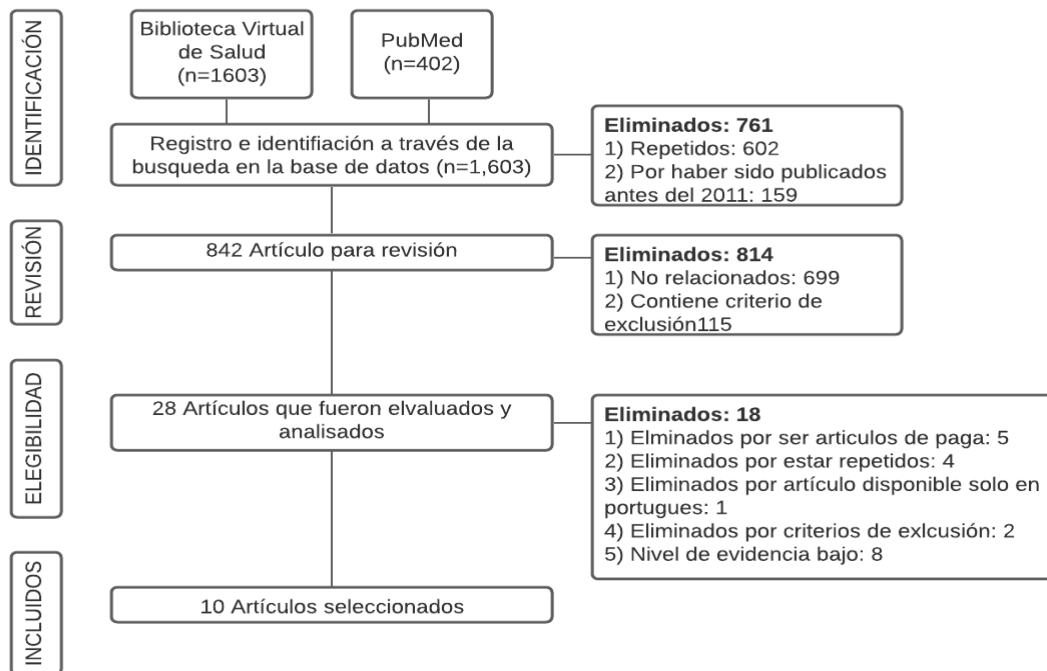 IDENTIFICACIÓN
Biblioteca Virtual
de Salud
(n=1603)
PubMed
(n=402)
Registro e identifiación a través de la
busqueda en la base de datos (n=1,603)
Eliminados: 761
1) Repetidos: 602
2) Por haber sido publicados
antes del 2011: 159
REVISIÓN
842 Artículo para revisión
Eliminados: 814
1) No relacionados: 699
2) Contiene criterio de
exclusión115
ELEGIBILIDAD
28 Artículos que fueron elvaluados y
analisados
Eliminados: 18
1) Elminados por ser articulos de paga: 5
2) Eliminados por estar repetidos: 4
3) Eliminados por artículo disponible solo en
portugues: 1
4) Eliminados por criterios de exlcusión: 2
5) Nivel de evidencia bajo: 8
INCLUIDOS
10 Artículos seleccionados